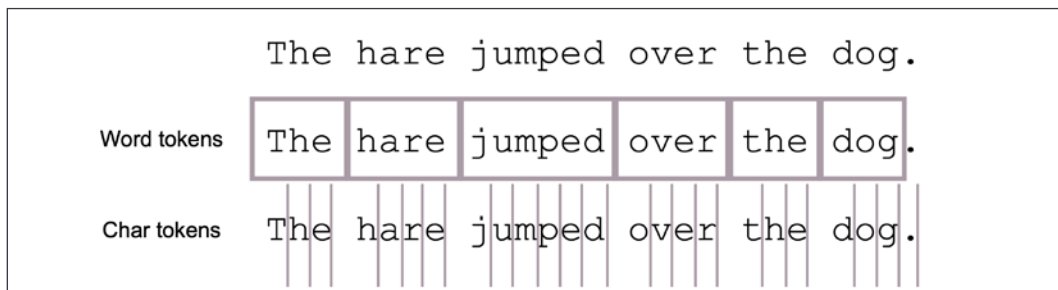 The hare jumped over the dog.
Word tokens The hare jumped over the dog.
Char tokens The hare jumped over the dog.